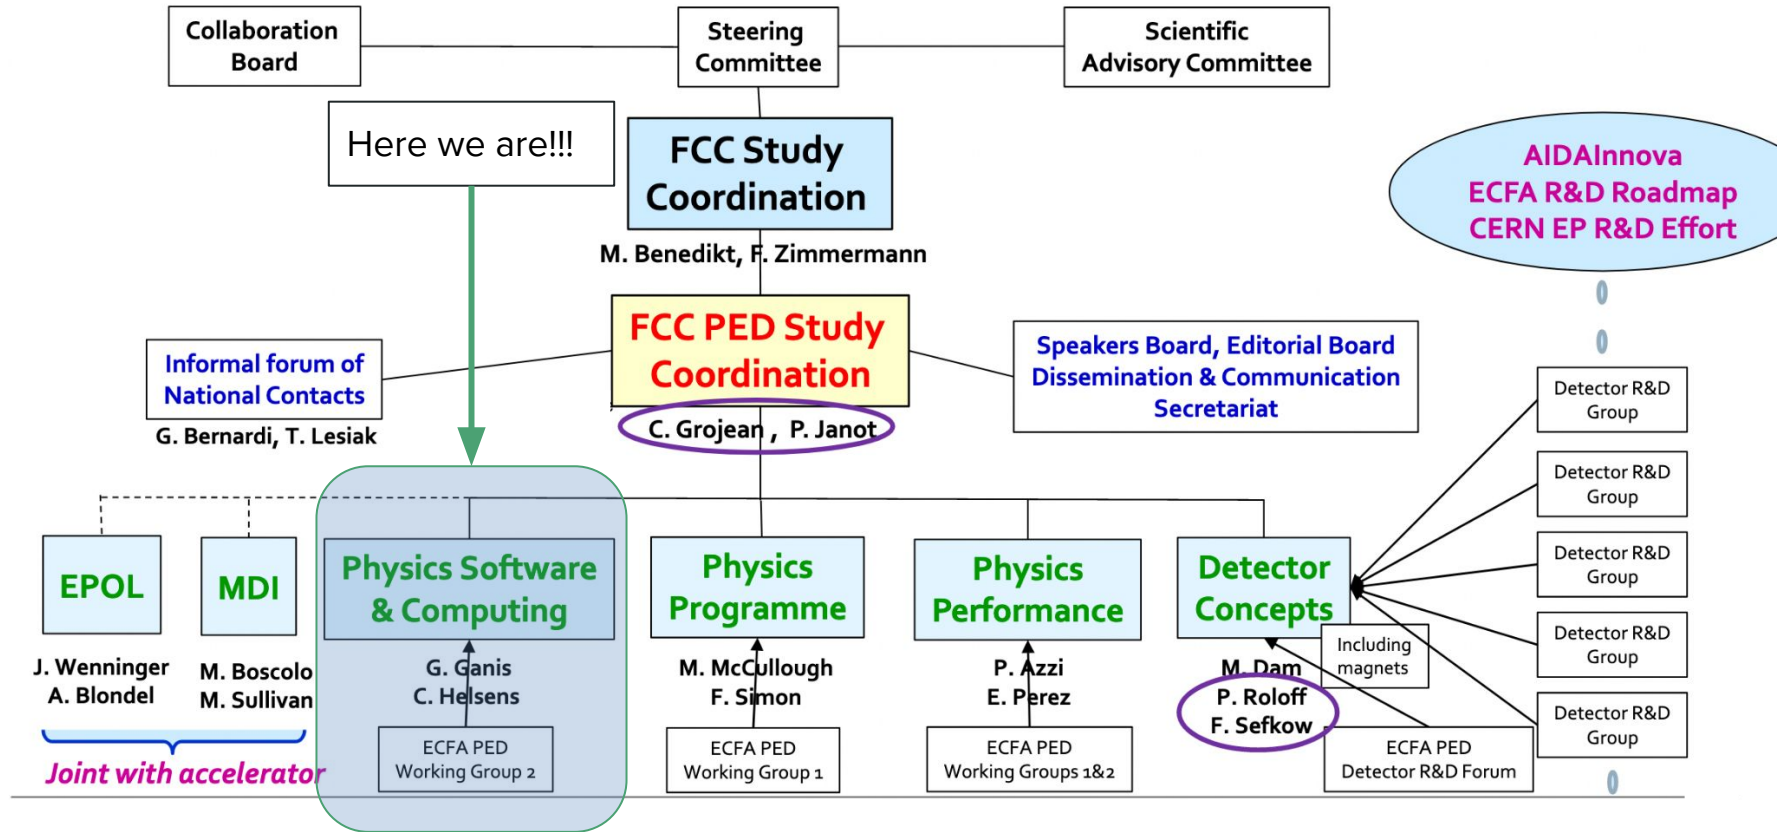 Collaboration
Board
Steering
Committee
Scientific
Advisory Committee
Here we are!!!
FCC Study
Coordination
M. Benedikt, F. Zimmermann
AIDAInnova
ECFA R&D Roadmap
CERN EP R&D Effort
Informal forum of
National Contacts
G. Bernardi, T. Lesiak
FCC PED Study
Coordination
C. Grojean , P. Janot
Speakers Board, Editorial Board
Dissemination & Communication
Secretariat
Detector R&D
Group
Detector R&D
Group
Detector R&D
Group
Detector R&D
Group
Detector R&D
Group
EPOL
J. Wenninger
A. Blondel
MDI
M. Boscolo
M. Sullivan
Joint with accelerator
Physics Software
& Computing
G. Ganis
C. Helsens
ECFA PED
Working Group 2
Physics
Programme
M. McCullough
F. Simon
ECFA PED
Working Group 1
Physics
Performance
P. Azzi
E. Perez
ECFA PED
Working Groups 1&2
Detector
Concepts
Including
magnets
M. Dam
P. Roloff
F. Sefkow
ECFA PED
Detector R&D Forum